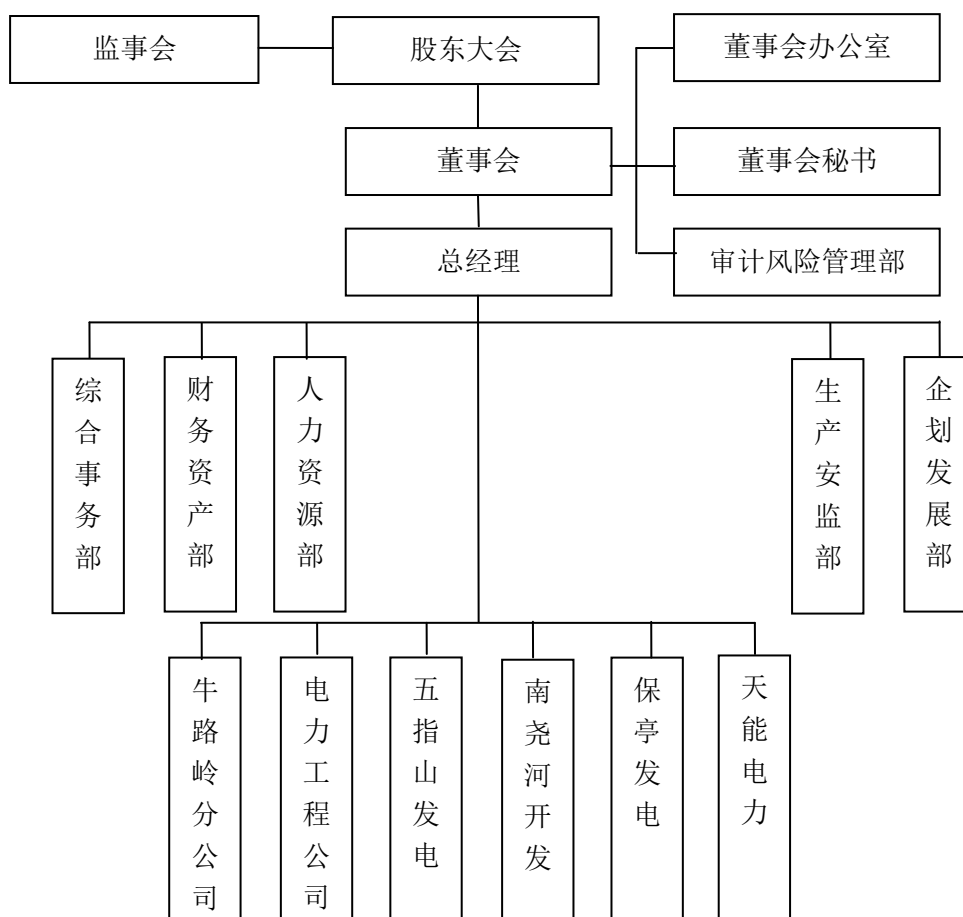 监事会
股东大会
董事会办公室
董事会
董事会秘书
总经理
审计风险管理部
综合事务部
财务资产部
人力资源部
生产安监部
企划发展部
牛路岭分公司
电力工程公司
五指山发电
南尧河开发
保亭发电
天能电力